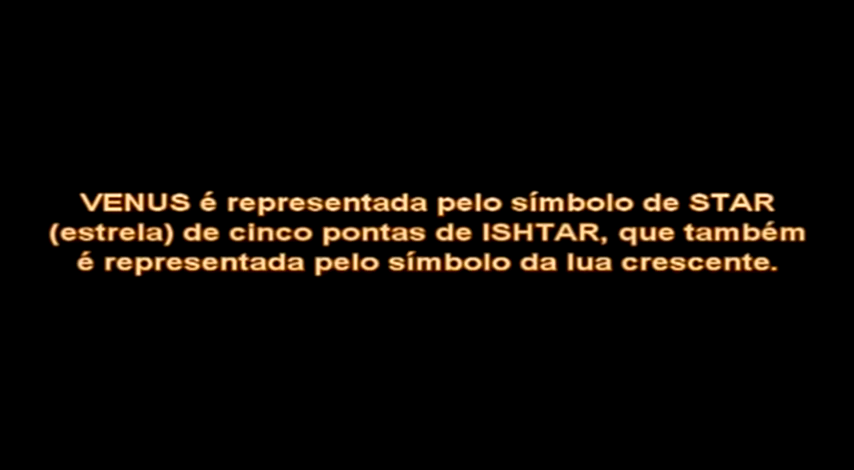 VENUS é representada pelo símbolo de STAR
(estrela) de cinco pontas de ISHTAR, que também
é representada pelo símbolo da lua crescente.